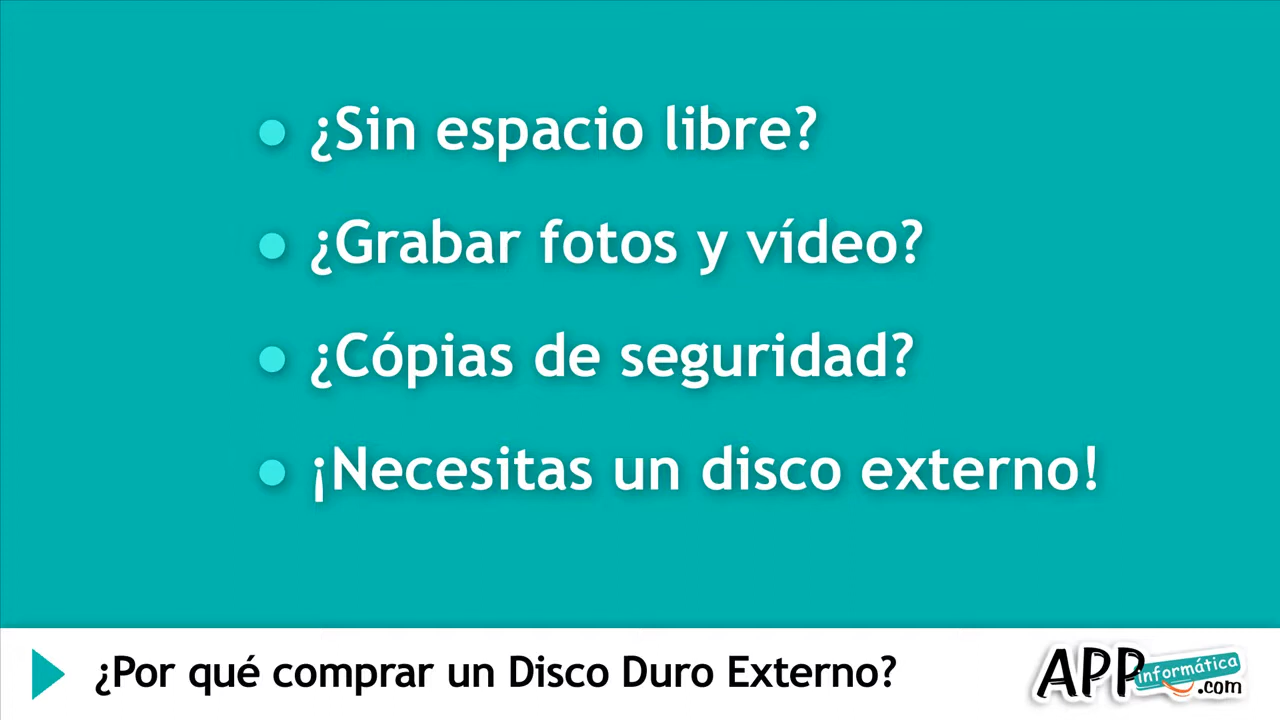 ¿Sin espacio libre?
¿Grabar fotos y vídeo?
¿Cópias de seguridad?
¡Necesitas un disco externo!
¿Por qué comprar un Disco Duro Externo?
APP informática .com